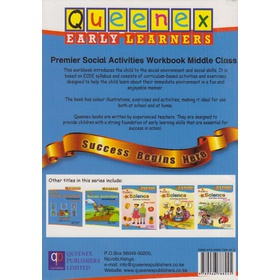 Queenex
EARLY LEARNERS
Premier Social Activities Workbook Middle Class
This workbook introduces the child to the social environment and social skills. It is
based on ECDE syllabus and consists of curriculum-based activities and exercises
designed to help the child learn about their immediate environment in a fun and
enjoyable manner.
The book has colour illustrations, exercises and activities, making it ideal for use
both at school and at home.
Queenex books are written by experienced teachers. They are designed to
provide children with a strong foundation of early learning skills that are essential for
success in school.
Success Begins Here
Other titles in this series include:
Science
Science
Science
QUEENEX
PUBLISHERS
LIMITED
Nairobi, Kenya.